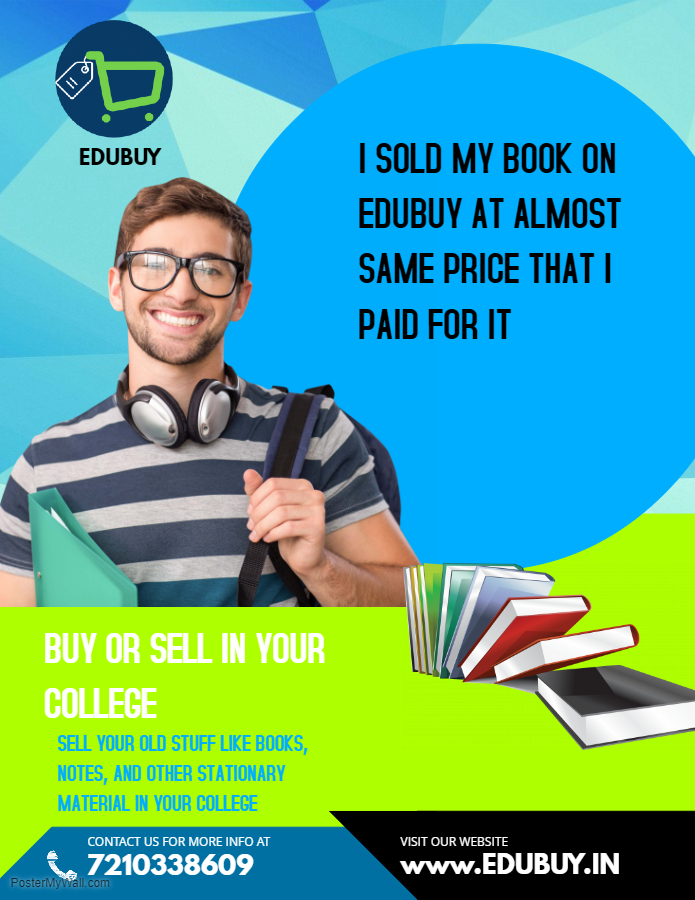 EDUBUY
I SOLD MY BOOK ON
EDUBUY AT ALMOST
SAME PRICE THAT I
PAID FOR IT
BUY OR SELL IN YOUR
COLLEGE
SELL YOUR OLD STUFF LIKE BOOKS,
NOTES, AND OTHER STATIONARY
MATERIAL IN YOUR COLLEGE
CONTACT US FOR MORE INFO AT
7210338609
VISIT OUR WEBSITE
www.EDUBUY.IN
PosterMyWall.com